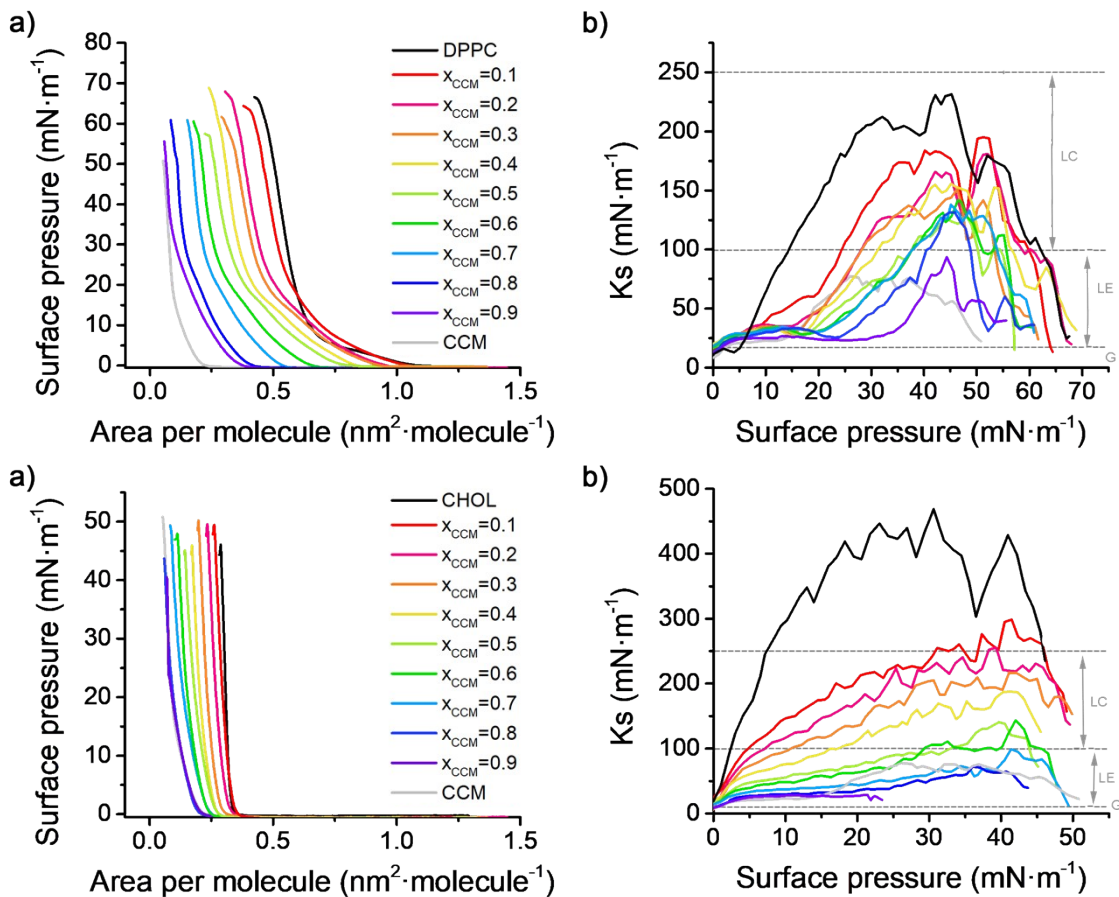 a)
Surface pressure (mN·m⁻¹)
80
70
60
50
40
30
20
10
0
0.0
0.5
1.0
1.5
Area per molecule (nm²·molecule⁻¹)
DPPC
x_CCM=0.1
x_CCM=0.2
x_CCM=0.3
x_CCM=0.4
x_CCM=0.5
x_CCM=0.6
x_CCM=0.7
x_CCM=0.8
x_CCM=0.9
CCM
b)
Ks (mN·m⁻¹)
300
250
200
150
100
50
0
0
10
20
30
40
50
60
70
Surface pressure (mN·m⁻¹)
LC
LE
G
a)
Surface pressure (mN·m⁻¹)
50
40
30
20
10
0
0.0
0.5
1.0
1.5
Area per molecule (nm²·molecule⁻¹)
CHOL
x_CCM=0.1
x_CCM=0.2
x_CCM=0.3
x_CCM=0.4
x_CCM=0.5
x_CCM=0.6
x_CCM=0.7
x_CCM=0.8
x_CCM=0.9
CCM
b)
Ks (mN·m⁻¹)
500
400
300
200
100
0
0
10
20
30
40
50
Surface pressure (mN·m⁻¹)
LC
LE
G